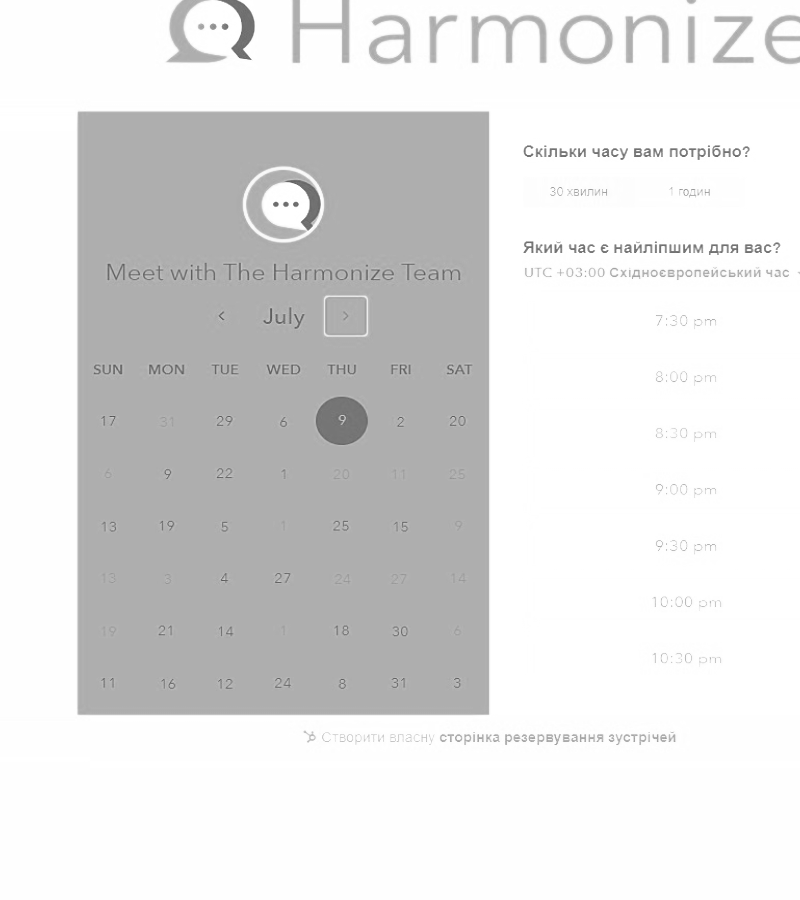 Harmonize
Meet with The Harmonize Team
July
SUN MON TUE WED THU FRI SAT
17 31 29 6 9 2 20
6 9 22 1 20 11 25
13 19 5 1 25 15 9
13 3 4 27 24 27 14
19 21 14 1 18 30 6
11 16 12 24 8 31 3
Скільки часу вам потрібно?
30 хвилин 1 годин
Який час є найліпшим для вас?
UTC +03:00 Східноєвропейський час
7:30 pm
8:00 pm
8:30 pm
9:00 pm
9:30 pm
10:00 pm
10:30 pm
Створити власну сторінка резервування зустрічей